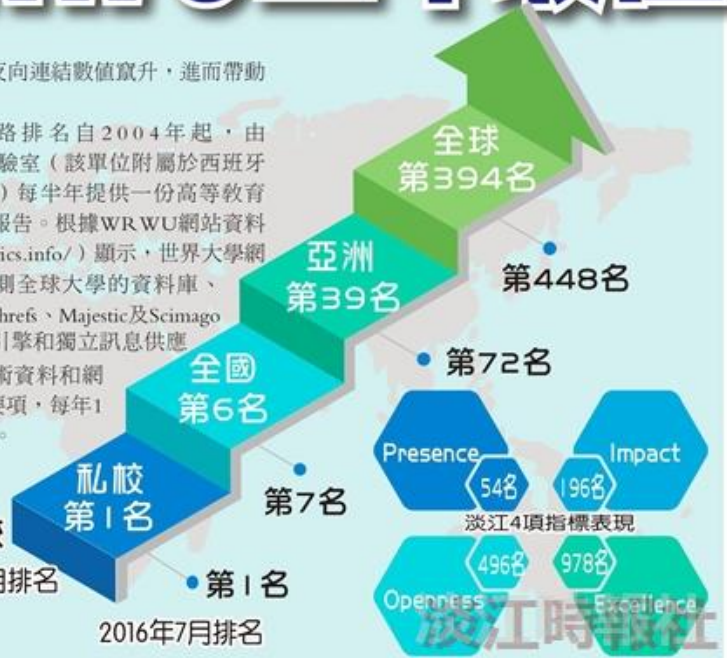 反向連結數值竄升,進而帶動
路排名自2004年起,由
驗室(該單位附屬於西班牙
)每半年提供一份高等教育
報告。根據WRWU網站資料
ics.info/)顯示,世界大學網
測全球大學的資料庫、
hrefs、Majestic及Scimago
引擎和獨立訊息供應
術資料和網
要項,每年1
。
全球
第394名
第448名
亞洲
第39名
第72名
全國
第6名
第7名
私校
第1名
第1名
月排名
2016年7月排名
Presence
54名
Impact
196名
淡江4項指標表現
Openness
496名
Excellence
978名
淡江時報社